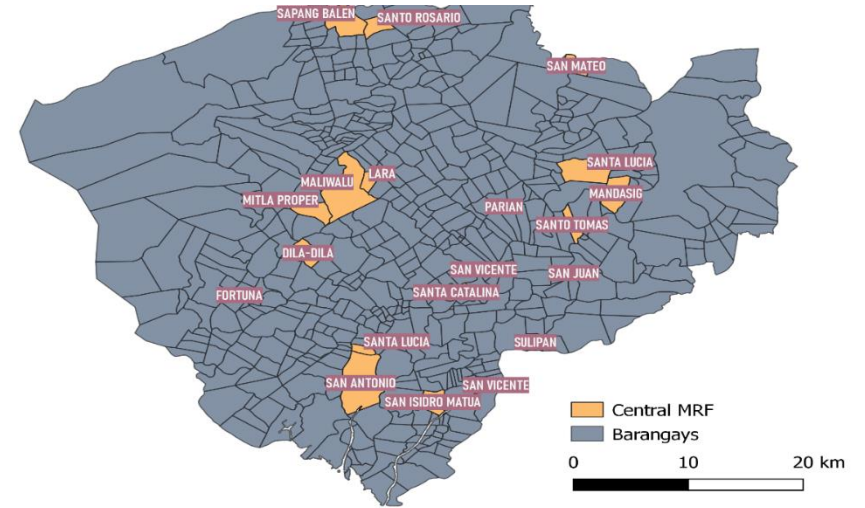 SAPANG BALEN
SANTO ROSARIO
SAN MATEO
SANTA LUCIA
LARA
MALIWALU
MANDASIG
MITLA PROPER
PARIAN
SANTO TOMAS
DILA-DILA
SAN VICENTE
SAN JUAN
FORTUNA
SANTA CATALINA
SANTA LUCIA
SULIPAN
SAN ANTONIO
SAN VICENTE
SAN ISIDRO MATUA
Central MRF
Barangays
0 10 20 km